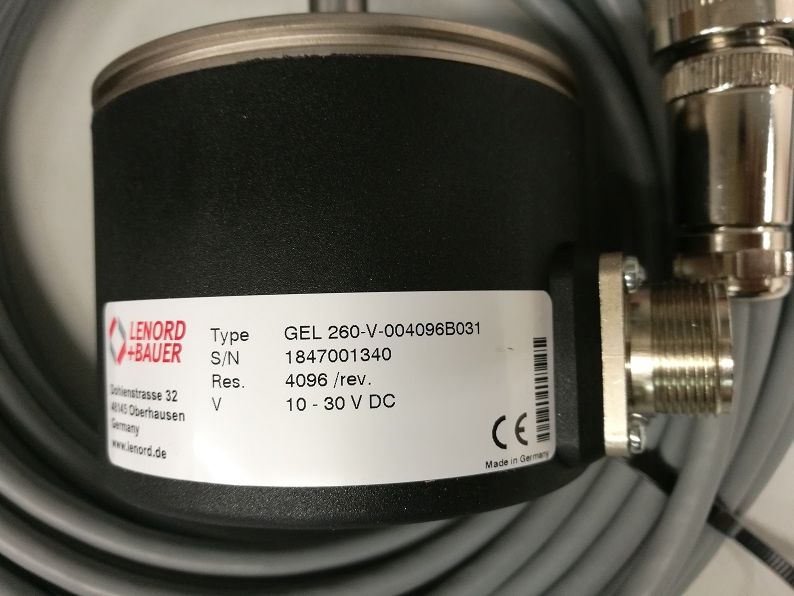 LENORD
+BAUER
Dohlenstrasse 32
46145 Oberhausen
Germany
www.lenord.de
Type GEL 260-V-004096B031
S/N 1847001340
Res. 4096 /rev.
V 10 - 30 V DC
CE
Made in Germany